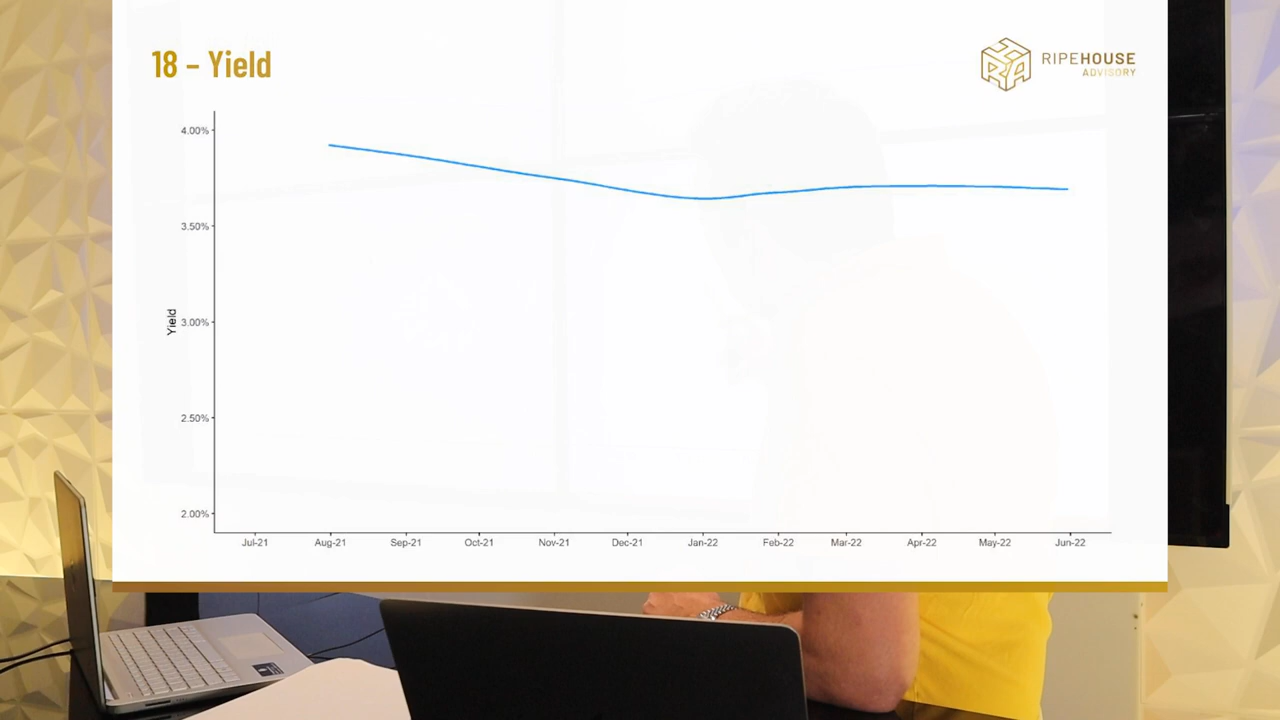 18 – Yield
RIPEHOUSE
ADVISORY
4.00%
3.50%
3.00%
2.50%
2.00%
Yield
Jul-21 Aug-21 Sep-21 Oct-21 Nov-21 Dec-21 Jan-22 Feb-22 Mar-22 Apr-22 May-22 Jun-22